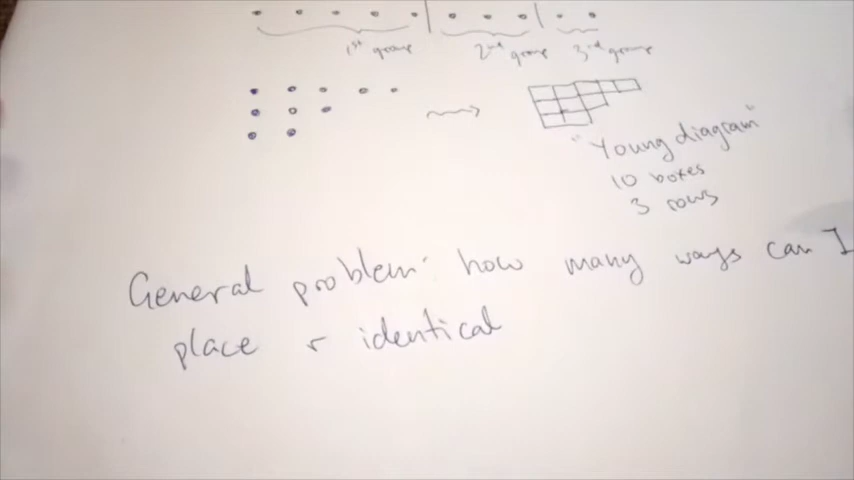 1st group 2nd group 3rd group
"Young diagram"
10 boxes
3 rows
General problem: how many ways can I
place r identical